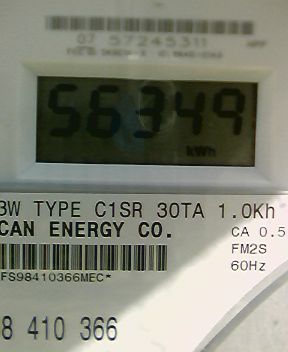 07 57245311
56349
kWh
3W TYPE C1SR 30TA 1.0Kh
CAN ENERGY CO.
CA 0.5
FM2S
60Hz
FS98410366MEC*
8 410 366